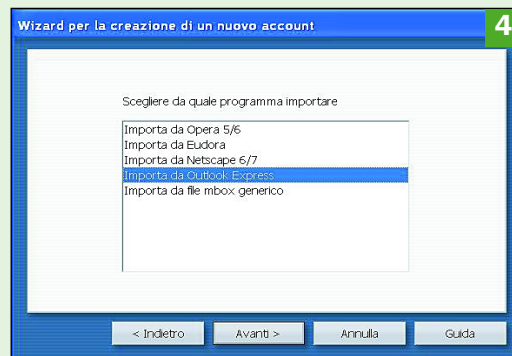 Wizard per la creazione di un nuovo account
4
Scegliere da quale programma importare
Importa da Opera 5/6
Importa da Eudora
Importa da Netscape 6/7
Importa da Outlook Express
Importa da file mbox generico
< Indietro
Avanti >
Annulla
Guida